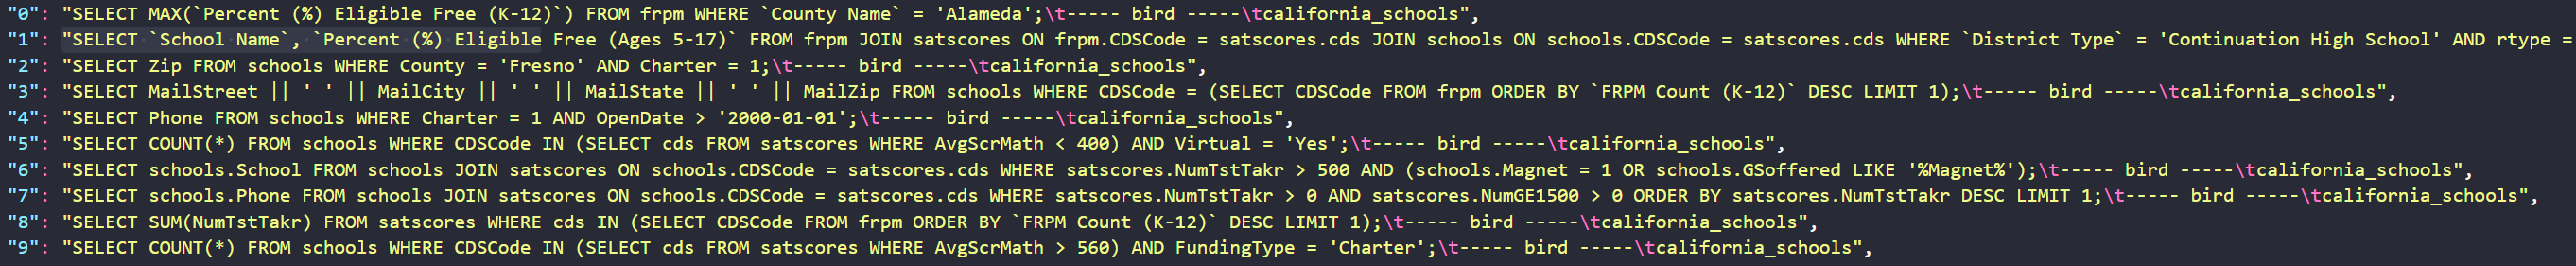 "0": "SELECT MAX(`Percent (%) Eligible Free (K-12)`) FROM frpm WHERE `County Name` = 'Alameda';\t----- bird -----\tcalifornia_schools",
"1": "SELECT `School Name`, `Percent (%) Eligible Free (Ages 5-17)` FROM frpm JOIN satscores ON frpm.CDSCode = satscores.cds JOIN schools ON schools.CDSCode = satscores.cds WHERE `District Type` = 'Continuation High School' AND rtype =
"2": "SELECT Zip FROM schools WHERE County = 'Fresno' AND Charter = 1;\t----- bird -----\tcalifornia_schools",
"3": "SELECT MailStreet || ' ' || MailCity || ' ' || MailState || ' ' || MailZip FROM schools WHERE CDSCode = (SELECT CDSCode FROM frpm ORDER BY `FRPM Count (K-12)` DESC LIMIT 1);\t----- bird -----\tcalifornia_schools",
"4": "SELECT Phone FROM schools WHERE Charter = 1 AND OpenDate > '2000-01-01';\t----- bird -----\tcalifornia_schools",
"5": "SELECT COUNT(*) FROM schools WHERE CDSCode IN (SELECT cds FROM satscores WHERE AvgScrMath < 400) AND Virtual = 'Yes';\t----- bird -----\tcalifornia_schools",
"6": "SELECT schools.School FROM schools JOIN satscores ON schools.CDSCode = satscores.cds WHERE satscores.NumTstTakr > 500 AND (schools.Magnet = 1 OR schools.GSoffered LIKE '%Magnet%');\t----- bird -----\tcalifornia_schools",
"7": "SELECT schools.Phone FROM schools JOIN satscores ON schools.CDSCode = satscores.cds WHERE satscores.NumTstTakr > 0 AND satscores.NumGE1500 > 0 ORDER BY satscores.NumTstTakr DESC LIMIT 1;\t----- bird -----\tcalifornia_schools",
"8": "SELECT SUM(NumTstTakr) FROM satscores WHERE cds IN (SELECT CDSCode FROM frpm ORDER BY `FRPM Count (K-12)` DESC LIMIT 1);\t----- bird -----\tcalifornia_schools",
"9": "SELECT COUNT(*) FROM schools WHERE CDSCode IN (SELECT cds FROM satscores WHERE AvgScrMath > 560) AND FundingType = 'Charter';\t----- bird -----\tcalifornia_schools",